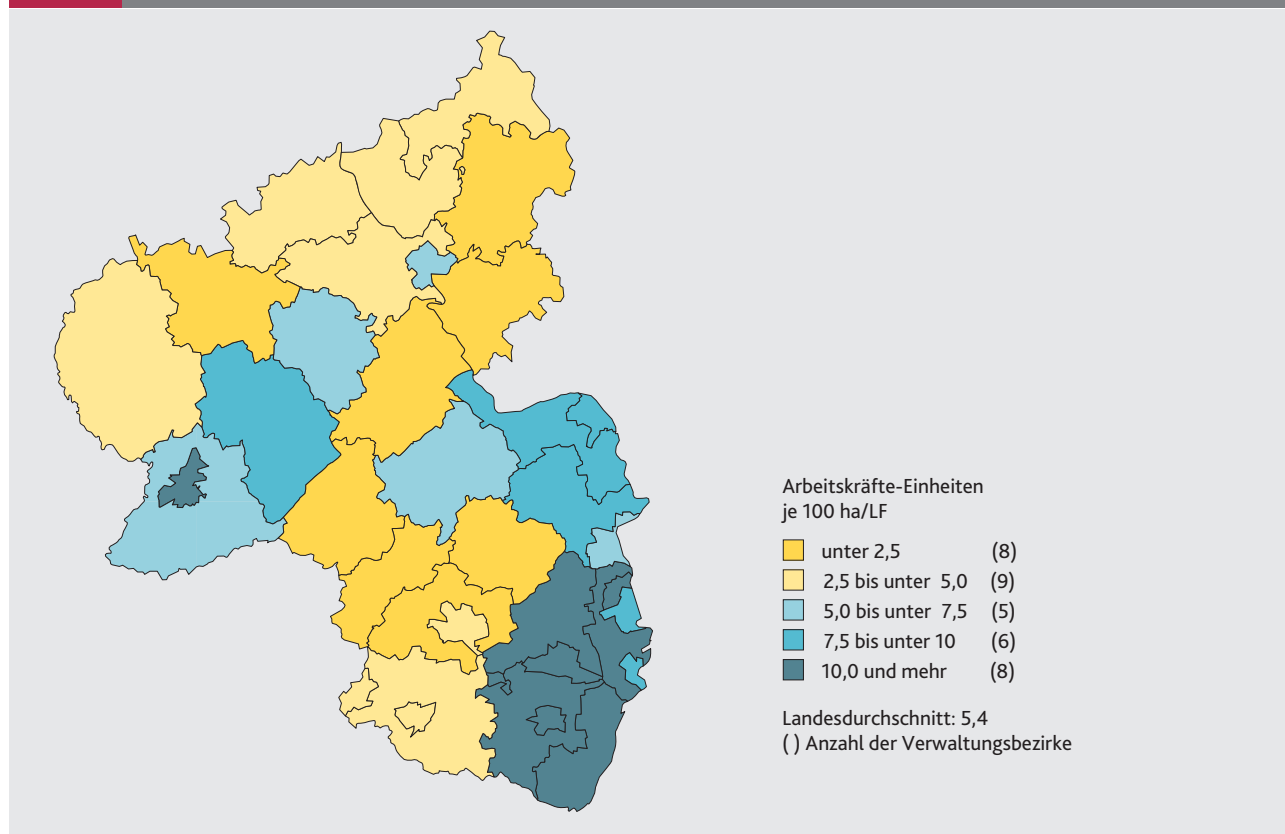 Arbeitskräfte-Einheiten
je 100 ha/LF
unter 2,5 (8)
2,5 bis unter 5,0 (9)
5,0 bis unter 7,5 (5)
7,5 bis unter 10 (6)
10,0 und mehr (8)
Landesdurchschnitt: 5,4
( ) Anzahl der Verwaltungsbezirke